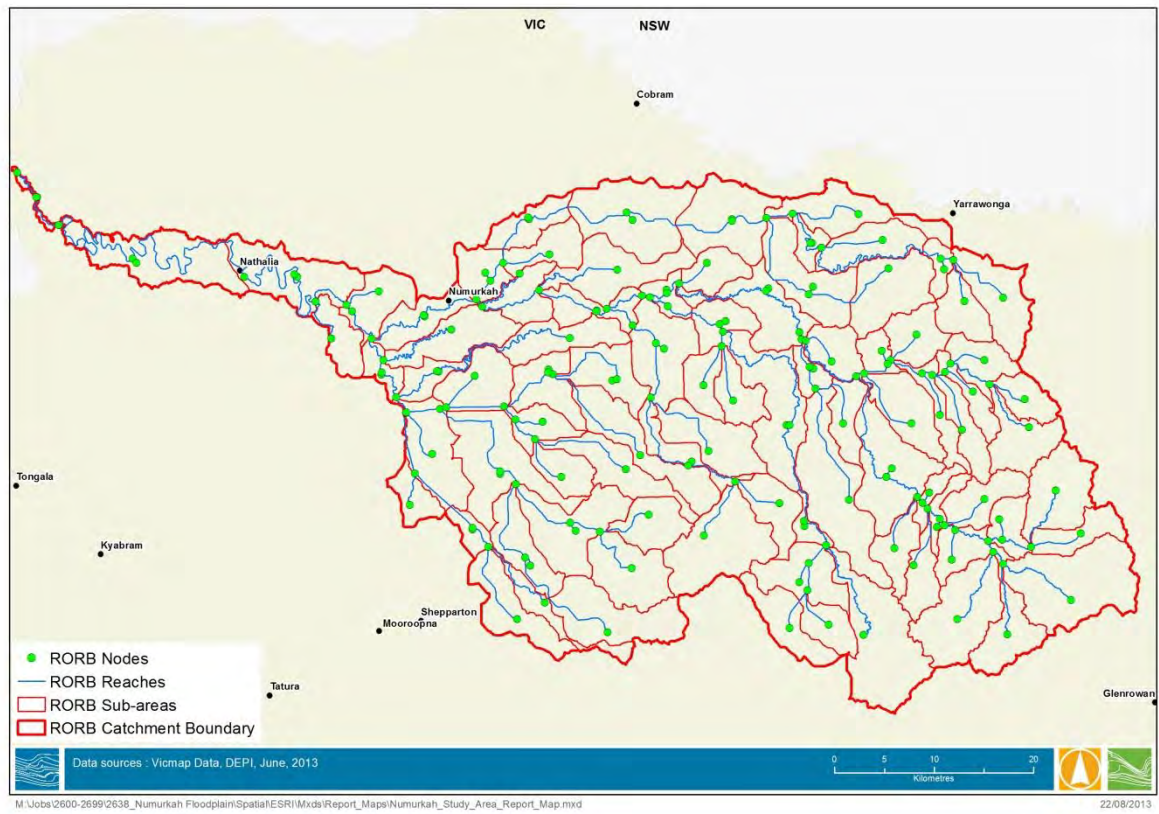 VIC NSW
Cobram
Yarrawonga
Nathalia
Numurkah
Tongala
Kyabram
Shepparton
Mooroopna
Tatura
Glenrowan
RORB Nodes
RORB Reaches
RORB Sub-areas
RORB Catchment Boundary
Data sources : Vicmap Data, DEPI, June, 2013
0 10 20
Kilometres
M:\Jobs\2600-2699\2638_Numurkah Floodplain\Spatial\ESRI\Mxds\Report_Maps\Numurkah_Study_Area_Report_Map.mxd
22/08/2013